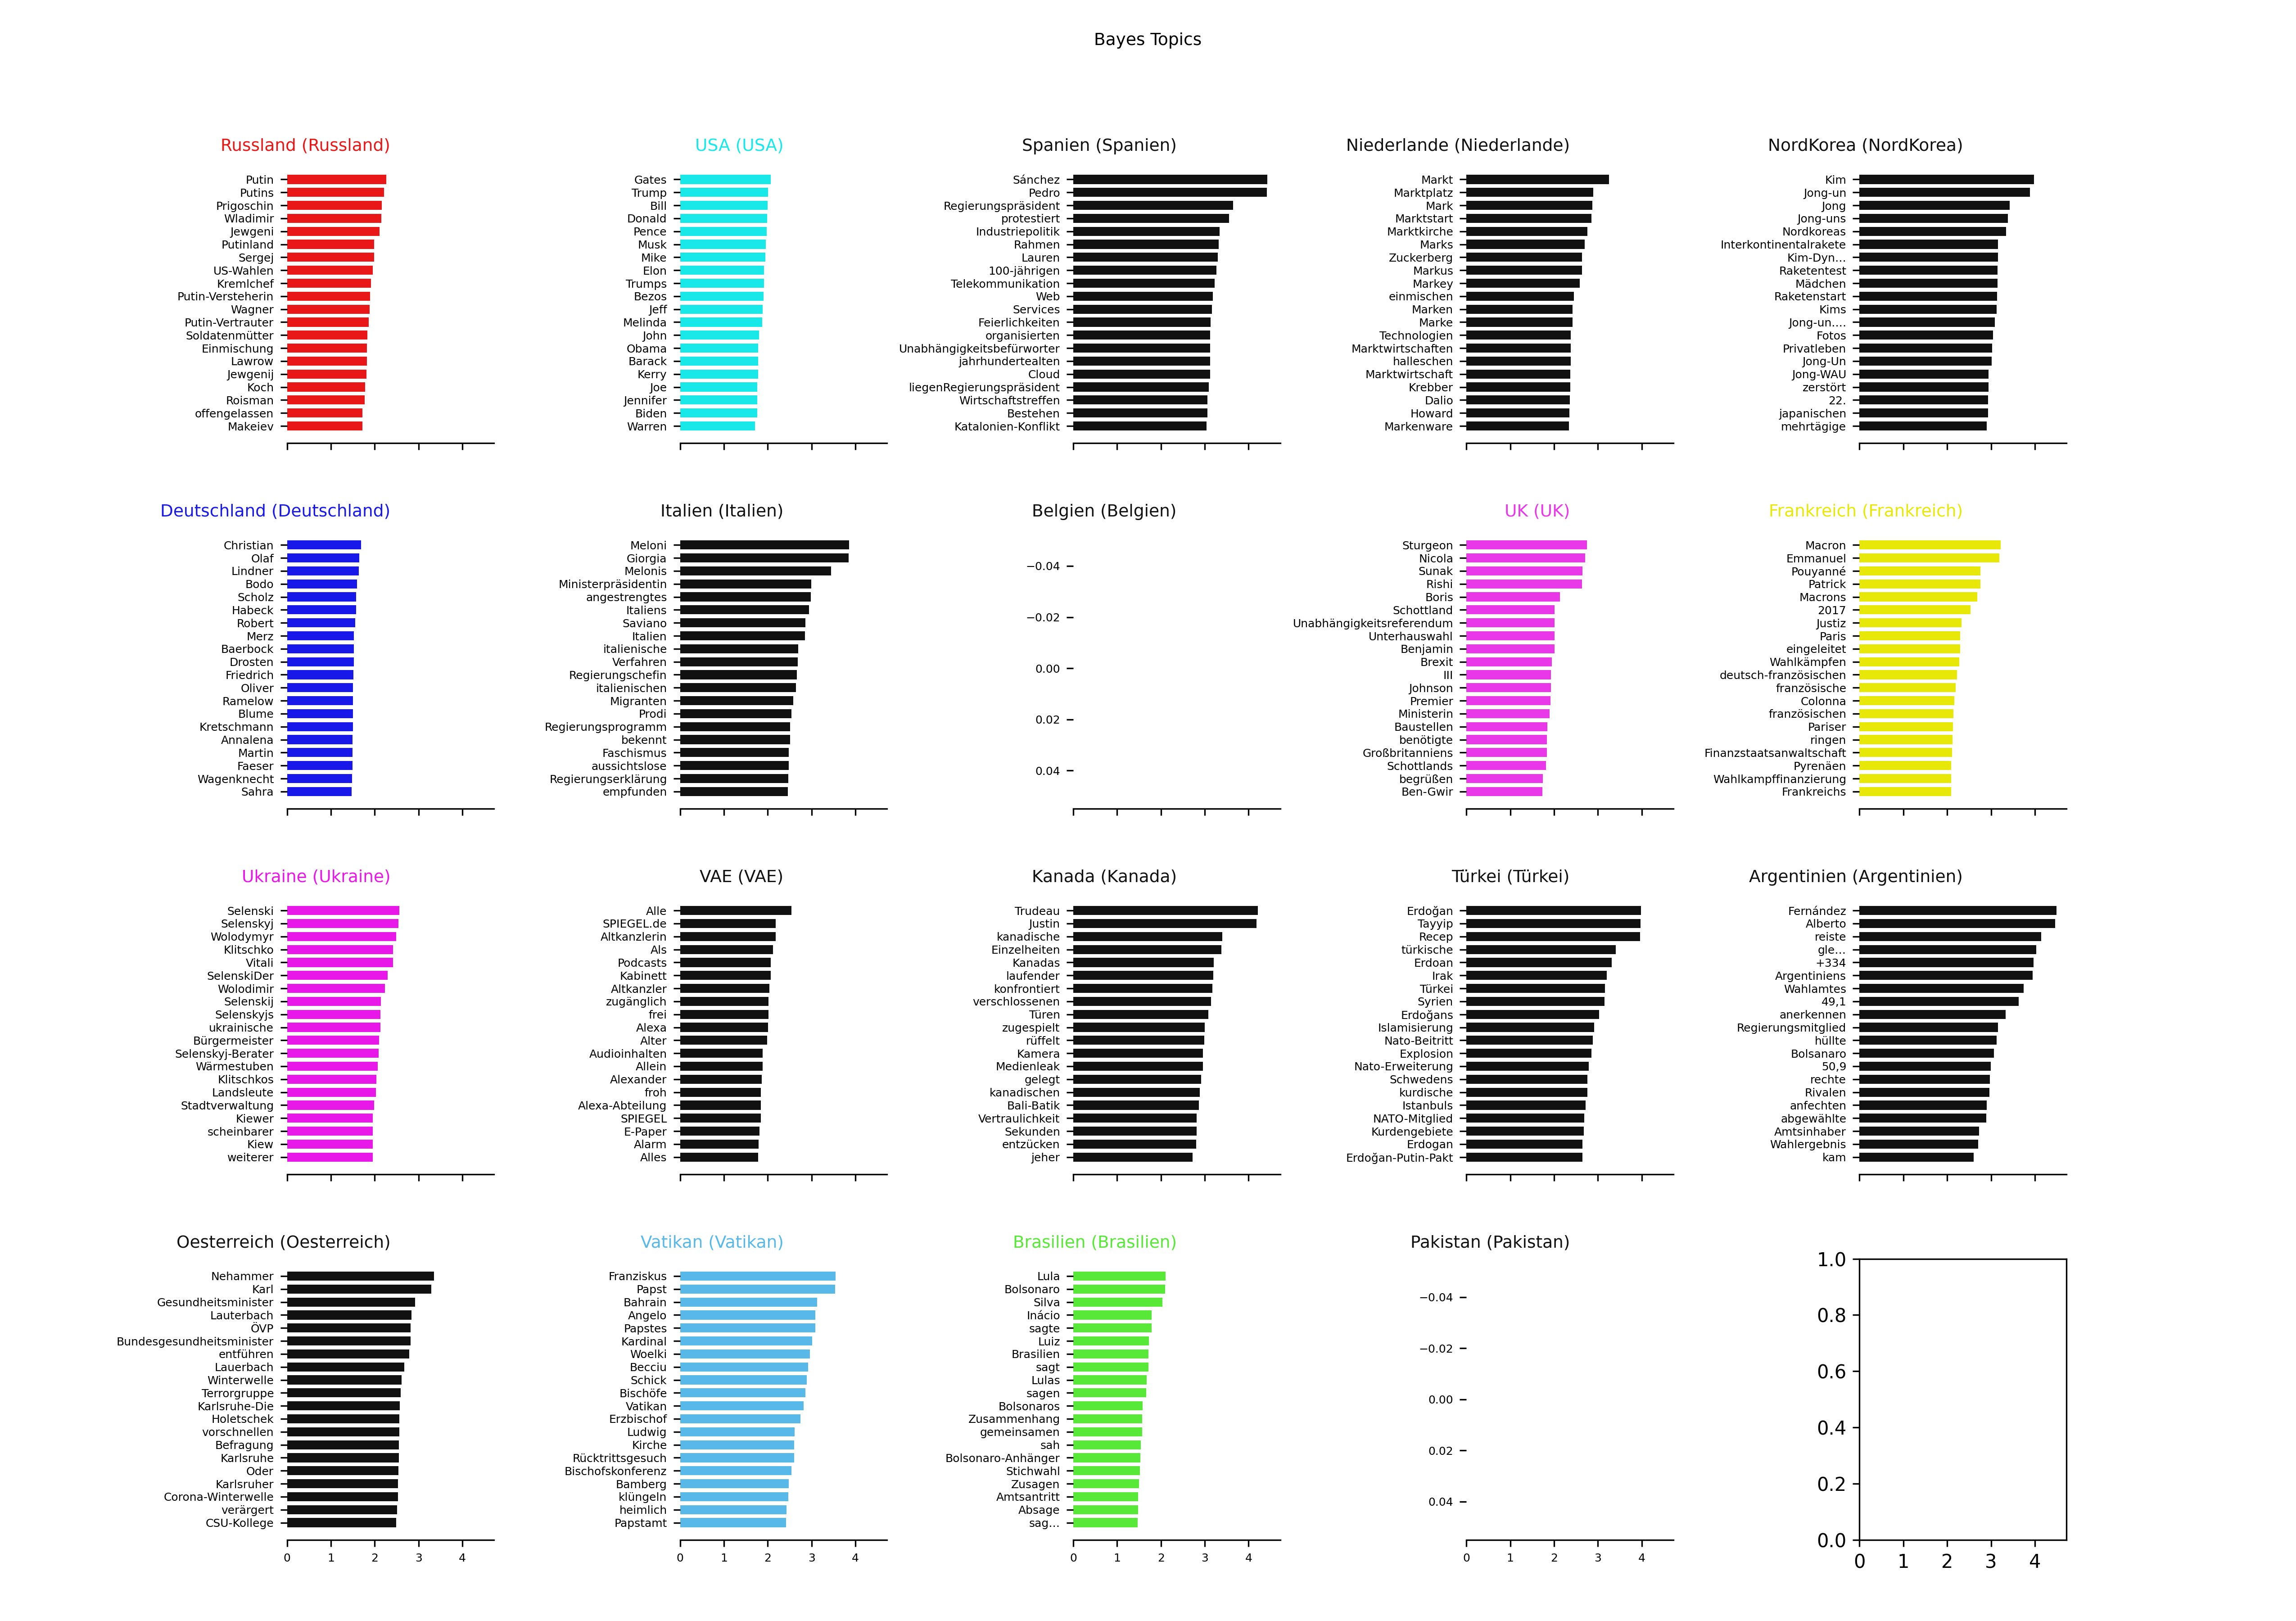 Bayes Topics
Russland (Russland)
Putin
Putins
Prigoschin
Wladimir
Jewgeni
Putinland
Sergej
US-Wahlen
Kremlchef
Putin-Versteherin
Wagner
Putin-Vertrauter
Soldatenmütter
Einmischung
Lawrow
Jewgenij
Koch
Roisman
offengelassen
Makeiev
USA (USA)
Gates
Trump
Bill
Donald
Pence
Musk
Mike
Elon
Trumps
Bezos
Jeff
Melinda
John
Obama
Barack
Kerry
Joe
Jennifer
Biden
Warren
Spanien (Spanien)
Sánchez
Pedro
Regierungspräsident
protestiert
Industriepolitik
Rahmen
Lauren
100-jährigen
Telekommunikation
Web
Services
Feierlichkeiten
organisierten
Unabhängigkeitsbefürworter
jahrhundertealten
Cloud
liegenRegierungspräsident
Wirtschaftstreffen
Bestehen
Katalonien-Konflikt
Niederlande (Niederlande)
Markt
Marktplatz
Mark
Marktstart
Marktkirche
Marks
Zuckerberg
Markus
Markey
einmischen
Marken
Marke
Technologien
Marktwirtschaften
halleschen
Marktwirtschaft
Krebber
Dalio
Howard
Markenware
NordKorea (NordKorea)
Kim
Jong-un
Jong
Jong-uns
Nordkoreas
Interkontinentalrakete
Kim-Dyn...
Raketentest
Mädchen
Raketenstart
Kims
Jong-un....
Fotos
Privatleben
Jong-Un
Jong-WAU
zerstört
22.
japanischen
mehrtägige
Deutschland (Deutschland)
Christian
Olaf
Lindner
Bodo
Scholz
Habeck
Robert
Merz
Baerbock
Drosten
Friedrich
Oliver
Ramelow
Blume
Kretschmann
Annalena
Martin
Faeser
Wagenknecht
Sahra
Italien (Italien)
Meloni
Giorgia
Melonis
Ministerpräsidentin
angestrengtes
Italiens
Saviano
Italien
italienische
Verfahren
Regierungschefin
italienischen
Migranten
Prodi
Regierungsprogramm
bekennt
Faschismus
aussichtslose
Regierungserklärung
empfunden
Belgien (Belgien)
−0.04
−0.02
0.00
0.02
0.04
UK (UK)
Sturgeon
Nicola
Sunak
Rishi
Boris
Schottland
Unabhängigkeitsreferendum
Unterhauswahl
Benjamin
Brexit
III
Johnson
Premier
Ministerin
Baustellen
benötigte
Großbritanniens
Schottlands
begrüßen
Ben-Gwir
Frankreich (Frankreich)
Macron
Emmanuel
Pouyanné
Patrick
Macrons
2017
Justiz
Paris
eingeleitet
Wahlkämpfen
deutsch-französischen
französische
Colonna
französischen
Pariser
ringen
Finanzstaatsanwaltschaft
Pyrenäen
Wahlkampffinanzierung
Frankreichs
Ukraine (Ukraine)
Selenski
Selenskyj
Wolodymyr
Klitschko
Vitali
SelenskiDer
Wolodimir
Selenskij
Selenskyjs
ukrainische
Bürgermeister
Selenskyj-Berater
Wärmestuben
Klitschkos
Landsleute
Stadtverwaltung
Kiewer
scheinbarer
Kiew
weiterer
VAE (VAE)
Alle
SPIEGEL.de
Altkanzlerin
Als
Podcasts
Kabinett
Altkanzler
zugänglich
frei
Alexa
Alter
Audioinhalten
Allein
Alexander
froh
Alexa-Abteilung
SPIEGEL
E-Paper
Alarm
Alles
Kanada (Kanada)
Trudeau
Justin
kanadische
Einzelheiten
Kanadas
laufender
konfrontiert
verschlossenen
Türen
zugespielt
rüffelt
Kamera
Medienleak
gelegt
kanadischen
Bali-Batik
Vertraulichkeit
Sekunden
entzücken
jeher
Türkei (Türkei)
Erdoğan
Tayyip
Recep
türkische
Erdoan
Irak
Türkei
Syrien
Erdoğans
Islamisierung
Nato-Beitritt
Explosion
Nato-Erweiterung
Schwedens
kurdische
Istanbuls
NATO-Mitglied
Kurdengebiete
Erdogan
Erdoğan-Putin-Pakt
Argentinien (Argentinien)
Fernández
Alberto
reiste
gle...
+334
Argentiniens
Wahlamtes
49,1
anerkennen
Regierungsmitglied
hüllte
Bolsanaro
50,9
rechte
Rivalen
anfechten
abgewählte
Amtsinhaber
Wahlergebnis
kam
Oesterreich (Oesterreich)
Nehammer
Karl
Gesundheitsminister
Lauterbach
ÖVP
Bundesgesundheitsminister
entführen
Lauerbach
Winterwelle
Terrorgruppe
Karlsruhe-Die
Holetschek
vorschnellen
Befragung
Karlsruhe
Oder
Karlsruher
Corona-Winterwelle
verärgert
CSU-Kollege
0 1 2 3 4
Vatikan (Vatikan)
Franziskus
Papst
Bahrain
Angelo
Papstes
Kardinal
Woelki
Becciu
Schick
Bischöfe
Vatikan
Erzbischof
Ludwig
Kirche
Rücktrittsgesuch
Bischofskonferenz
Bamberg
klüngeln
heimlich
Papstamt
0 1 2 3 4
Brasilien (Brasilien)
Lula
Bolsonaro
Silva
Inácio
sagte
Luiz
Brasilien
sagt
Lulas
sagen
Bolsonaros
Zusammenhang
gemeinsamen
sah
Bolsonaro-Anhänger
Stichwahl
Zusagen
Amtsantritt
Absage
sag...
0 1 2 3 4
Pakistan (Pakistan)
−0.04
−0.02
0.00
0.02
0.04
0 1 2 3 4
1.0
0.8
0.6
0.4
0.2
0.0
0 1 2 3 4